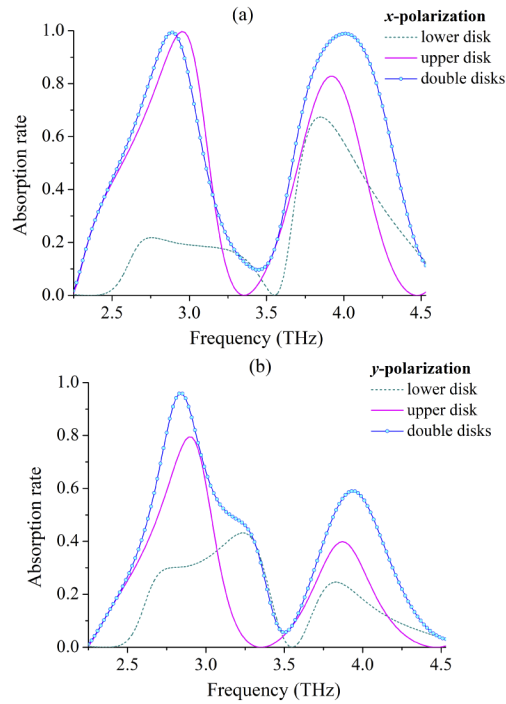 (a)
x-polarization
lower disk
upper disk
double disks
1.0
0.8
0.6
0.4
0.2
0.0
Absorption rate
2.5 3.0 3.5 4.0 4.5
Frequency (THz)
(b)
y-polarization
lower disk
upper disk
double disks
1.0
0.8
0.6
0.4
0.2
0.0
Absorption rate
2.5 3.0 3.5 4.0 4.5
Frequency (THz)